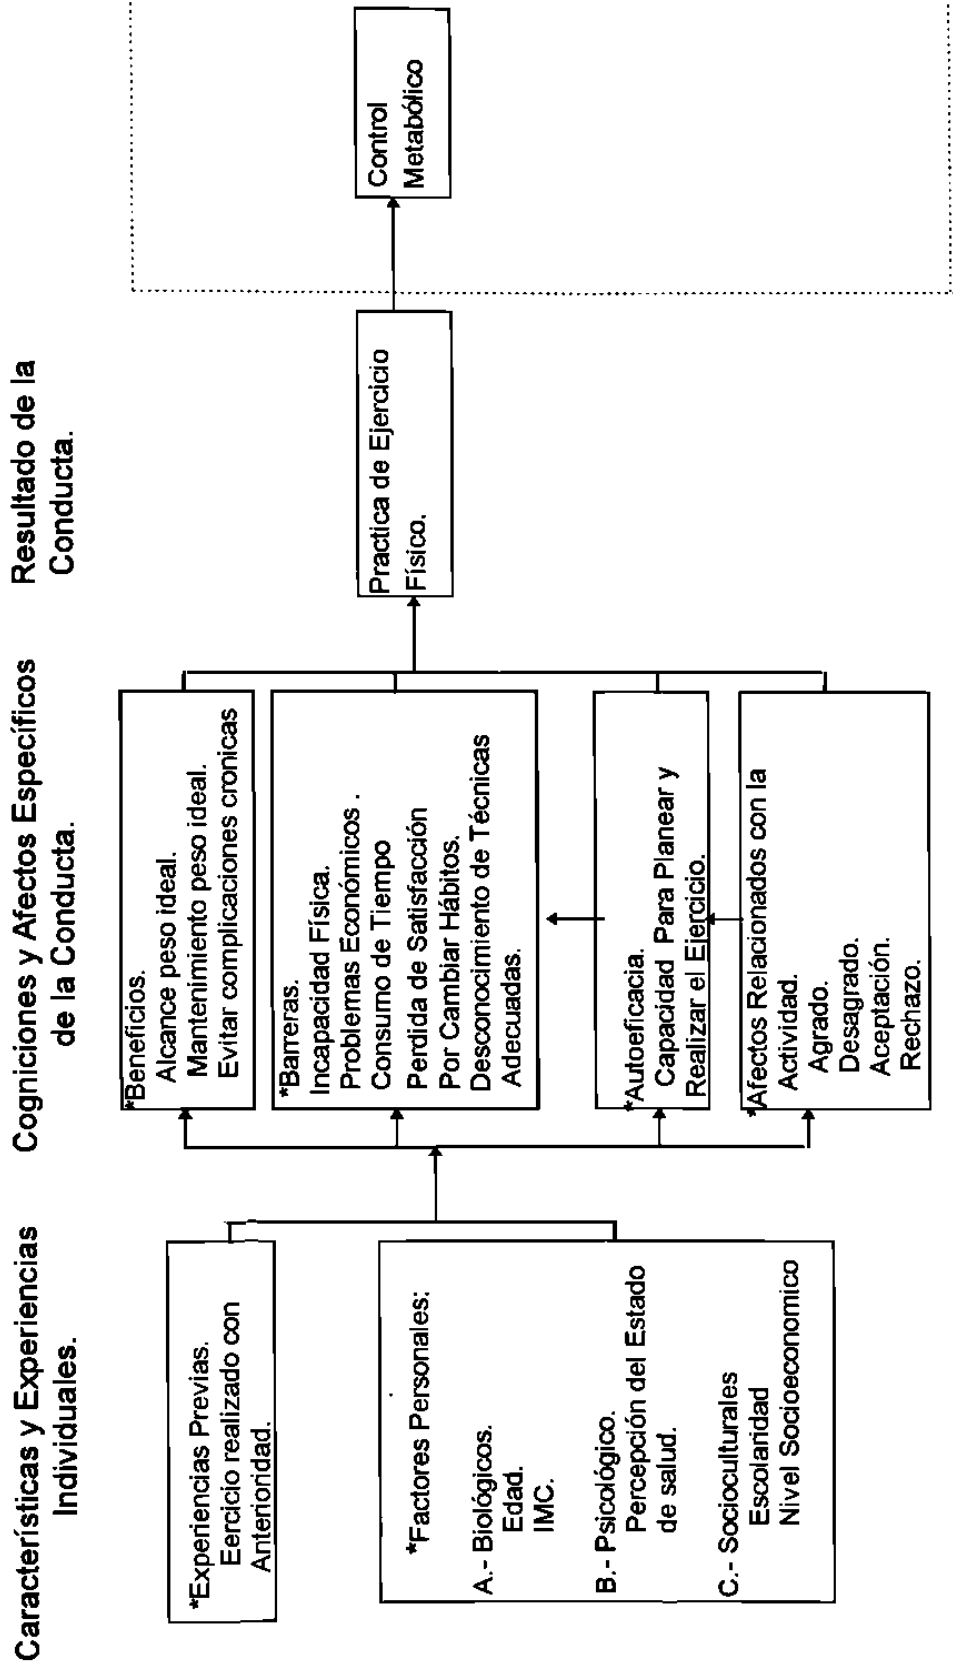 Características y Experiencias
Individuales.
*Experiencias Previas.
Eercicio realizado con
Anterioridad.
*Factores Personales:
A.- Biológicos.
Edad.
IMC.
B.- Psicológico.
Percepción del Estado
de salud.
C.- Socioculturales
Escolaridad
Nivel Socioeconomico
Cogniciones y Afectos Específicos
de la Conducta.
*Beneficios.
Alcance peso ideal.
Mantenimiento peso ideal.
Evitar complicaciones cronicas
*Barreras.
Incapacidad Física.
Problemas Económicos .
Consumo de Tiempo
Perdida de Satisfacción
Por Cambiar Hábitos.
Desconocimiento de Técnicas
Adecuadas.
*Autoeficacia.
Capacidad Para Planear y
Realizar el Ejercicio.
*Afectos Relacionados con la
Actividad.
Agrado.
Desagrado.
Aceptación.
Rechazo.
Resultado de la
Conducta.
Practica de Ejercicio
Físico.
Control
Metabólico